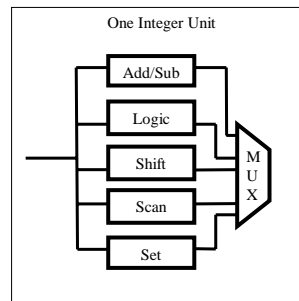 One Integer Unit
Add/Sub
Logic
Shift
Scan
Set
M
U
X